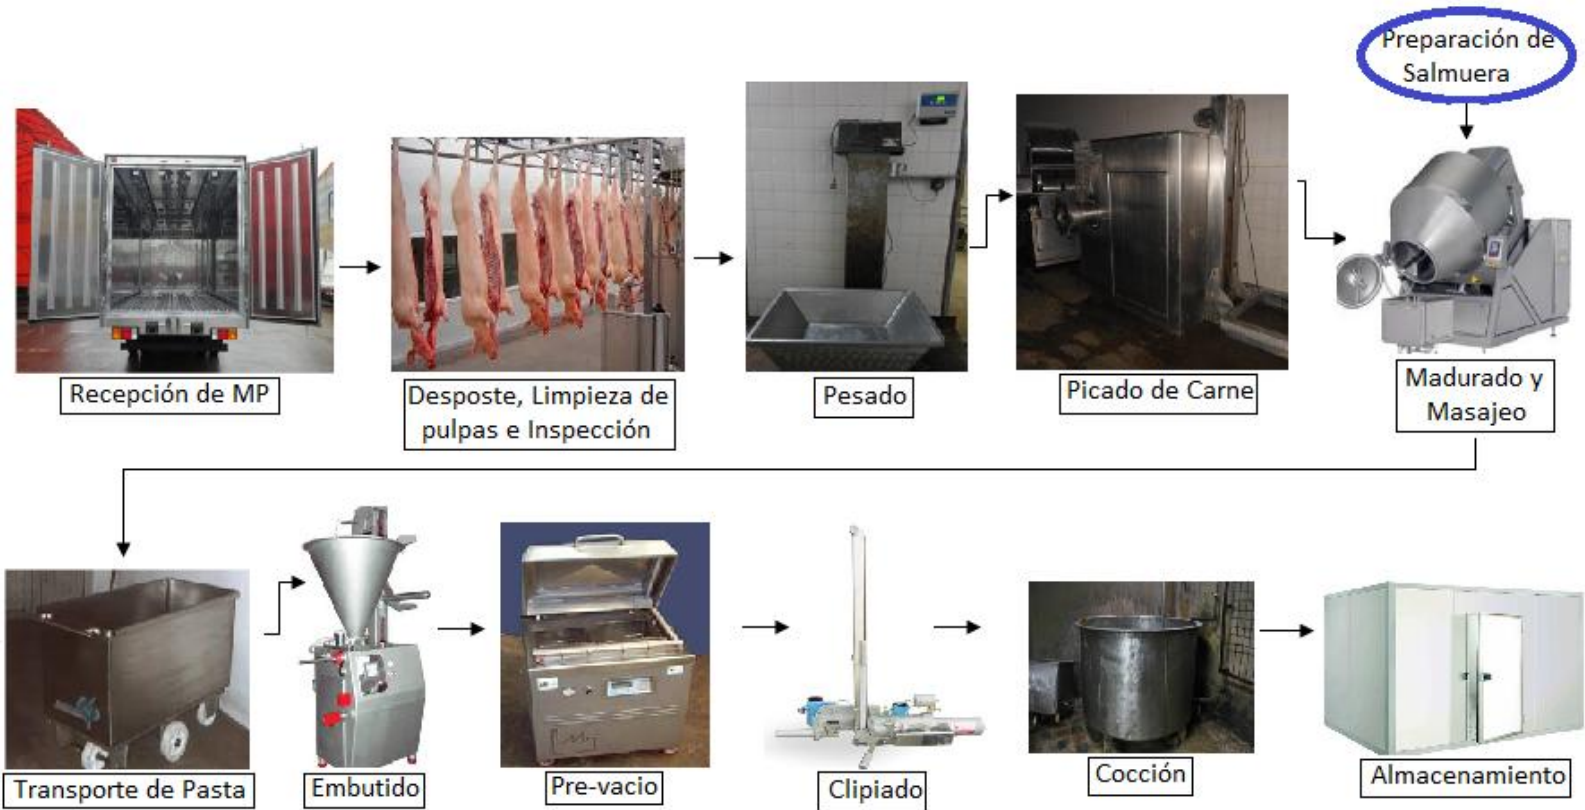 Preparación de
Salmuera
Recepción de MP
Desposte, Limpieza de
pulpas e Inspección
Pesado
Picado de Carne
Madurado y
Masajeo
Transporte de Pasta
Embutido
Pre-vacio
Clipiado
Cocción
Almacenamiento